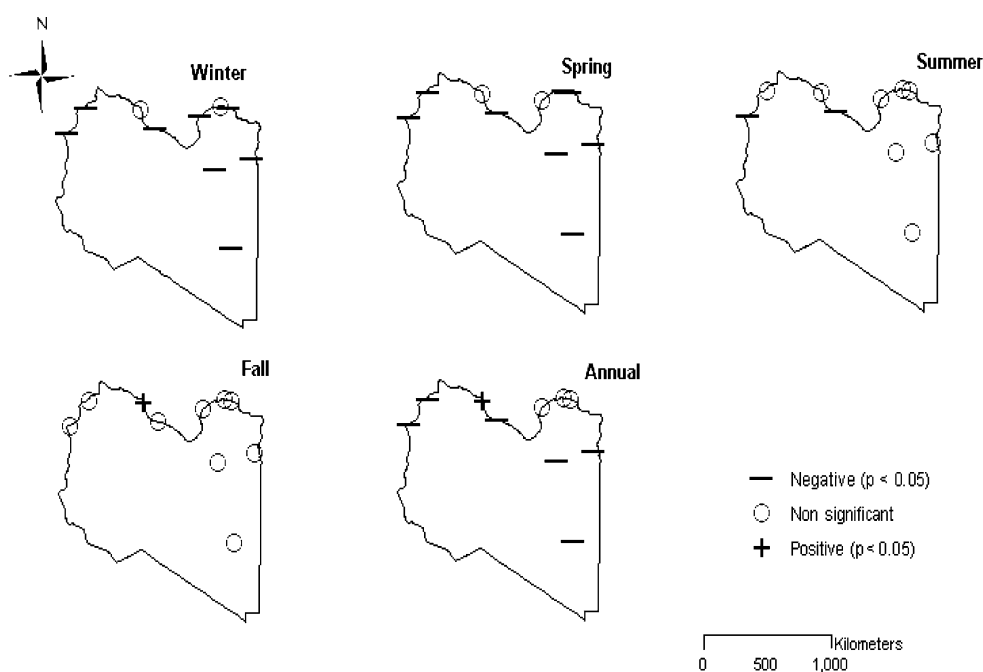 N
Winter
Spring
Summer
Fall
Annual
Negative (p < 0.05)
Non significant
Positive (p < 0.05)
Kilometers
0 500 1,000